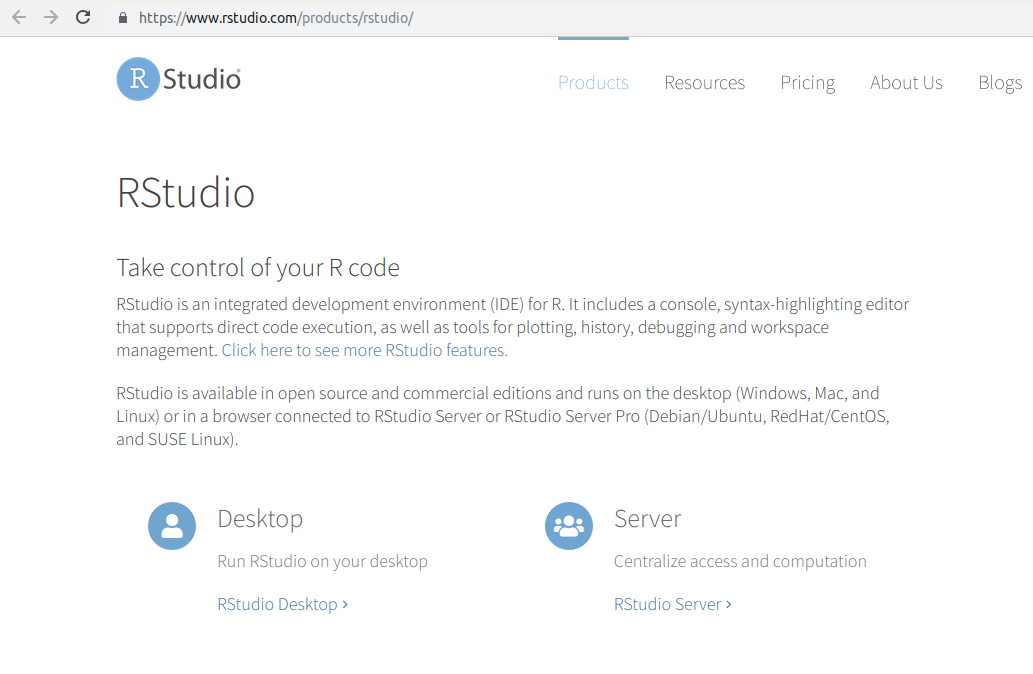 https://www.rstudio.com/products/rstudio/
R Studio®
Products Resources Pricing About Us Blogs
RStudio
Take control of your R code
RStudio is an integrated development environment (IDE) for R. It includes a console, syntax-highlighting editor
that supports direct code execution, as well as tools for plotting, history, debugging and workspace
management. Click here to see more RStudio features.
RStudio is available in open source and commercial editions and runs on the desktop (Windows, Mac, and
Linux) or in a browser connected to RStudio Server or RStudio Server Pro (Debian/Ubuntu, RedHat/CentOS,
and SUSE Linux).
Desktop
Run RStudio on your desktop
RStudio Desktop ›
Server
Centralize access and computation
RStudio Server ›